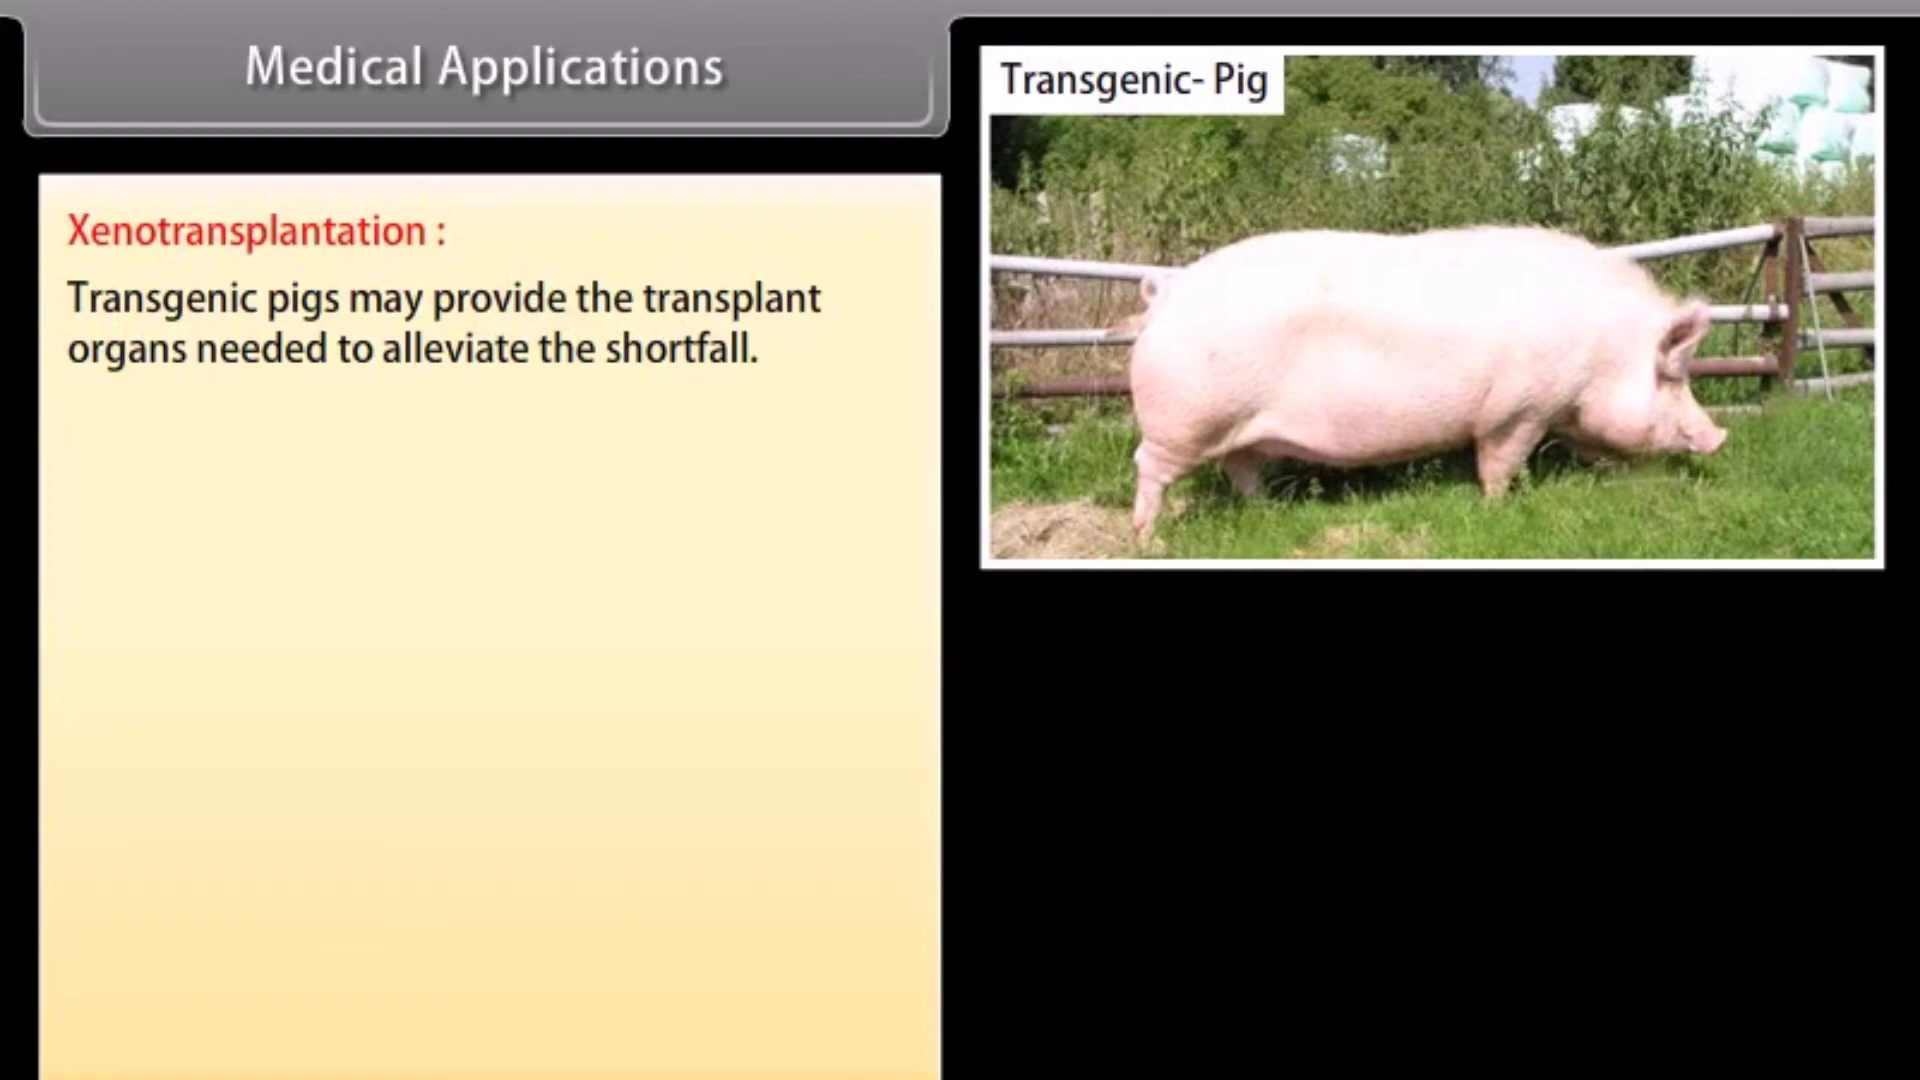 Medical Applications
Transgenic- Pig
Xenotransplantation :
Transgenic pigs may provide the transplant
organs needed to alleviate the shortfall.